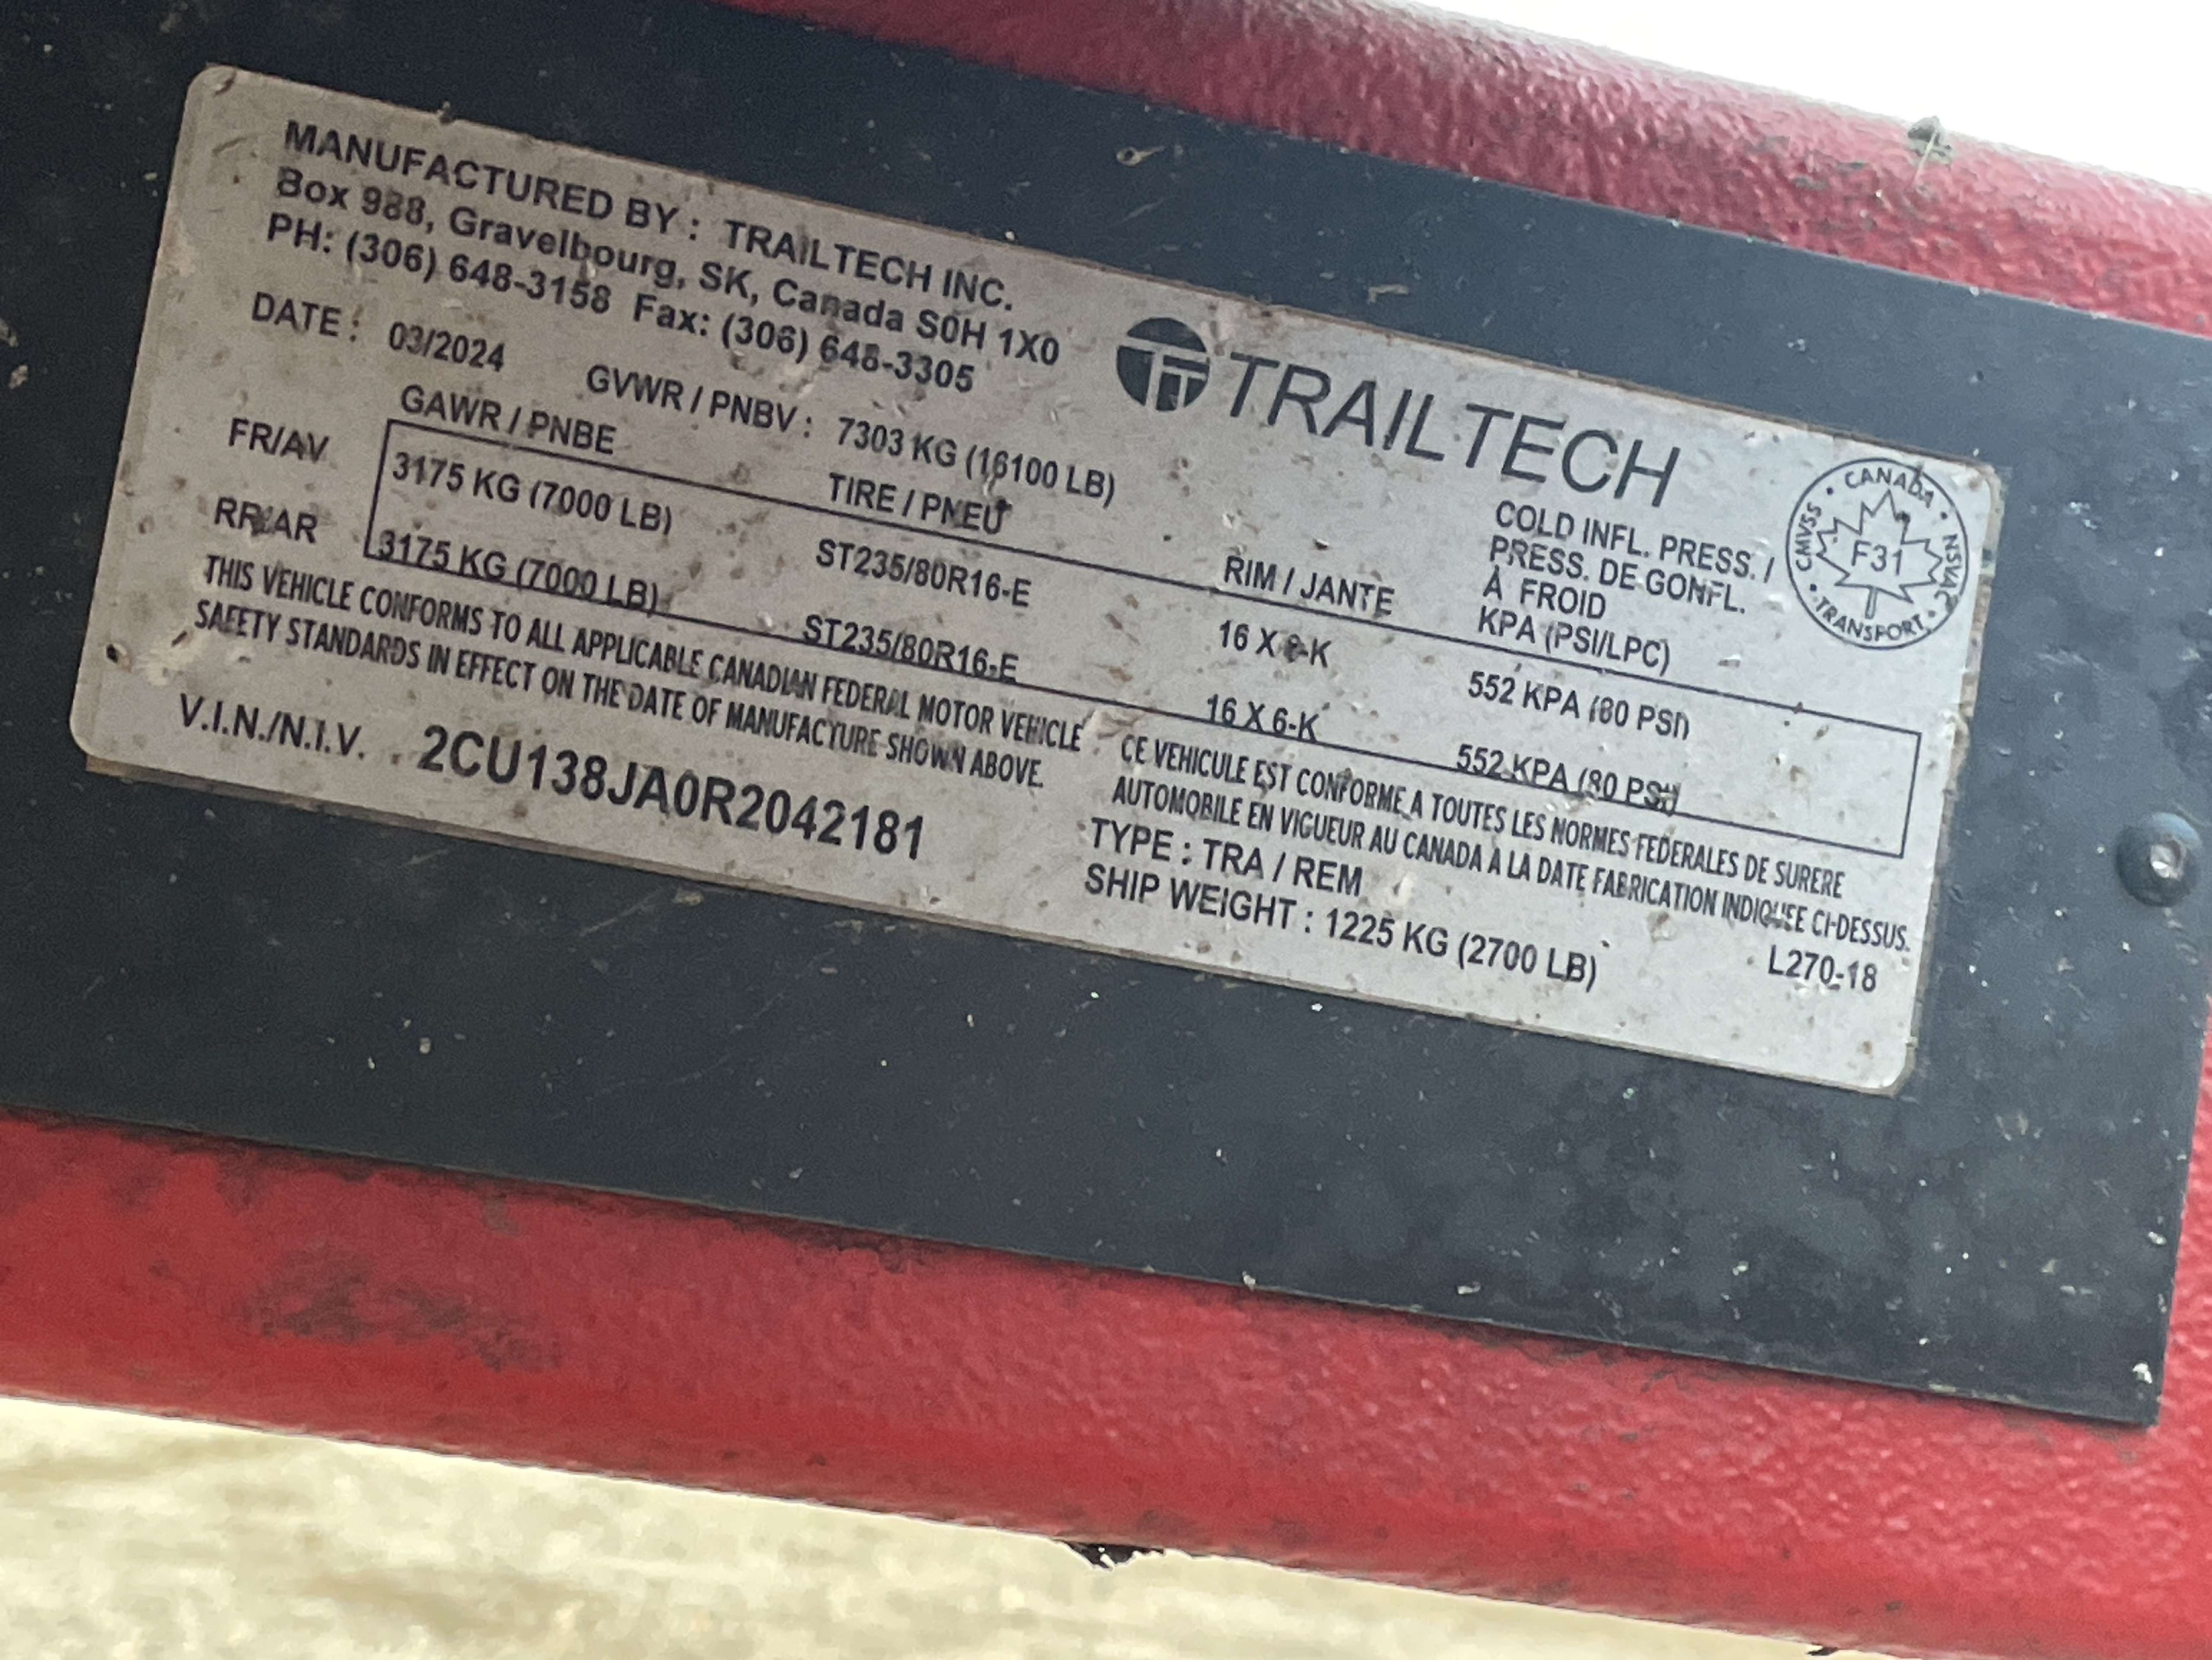 MANUFACTURED BY : TRAILTECH INC.
Box 988, Gravelbourg, SK, Canada S0H 1X0
PH: (306) 648-3158 Fax: (306) 648-3305
DATE : 03/2024 GVWR / PNBV : 7303 KG (16100 LB)
TRAILTECH
CANADA • NSVAC • TRANSPORT • CMVSS •
F31
GAWR / PNBE TIRE / PNEU RIM / JANTE COLD INFL. PRESS. /
PRESS. DE GONFL.
À FROID
KPA (PSI/LPC)
FR/AV 3175 KG (7000 LB) ST235/80R16-E 16 X 6-K 552 KPA (80 PSI)
RR/AR 3175 KG (7000 LB) ST235/80R16-E 16 X 6-K 552 KPA (80 PSI)
THIS VEHICLE CONFORMS TO ALL APPLICABLE CANADIAN FEDERAL MOTOR VEHICLE
SAFETY STANDARDS IN EFFECT ON THE DATE OF MANUFACTURE SHOWN ABOVE.
CE VEHICULE EST CONFORME A TOUTES LES NORMES FEDERALES DE SURERE
AUTOMOBILE EN VIGUEUR AU CANADA A LA DATE FABRICATION INDIQUEE CI-DESSUS.
V.I.N./N.I.V. 2CU138JA0R2042181
TYPE : TRA / REM
SHIP WEIGHT : 1225 KG (2700 LB)
L270-18